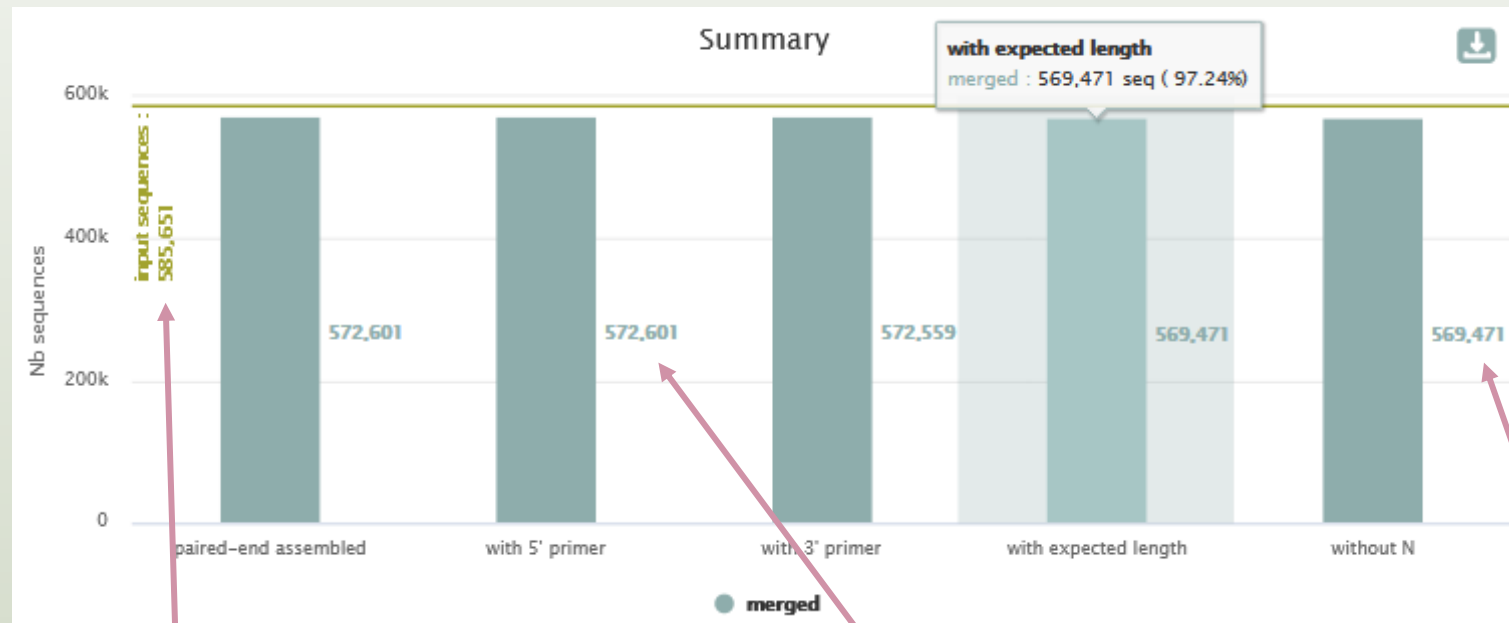 Summary
with expected length
merged : 569,471 seq ( 97.24%)
600k
400k
200k
0
Nb sequences
input sequences :
585,651
572,601
572,601
572,559
569,471
569,471
paired-end assembled
with 5' primer
with 3' primer
with expected length
without N
merged